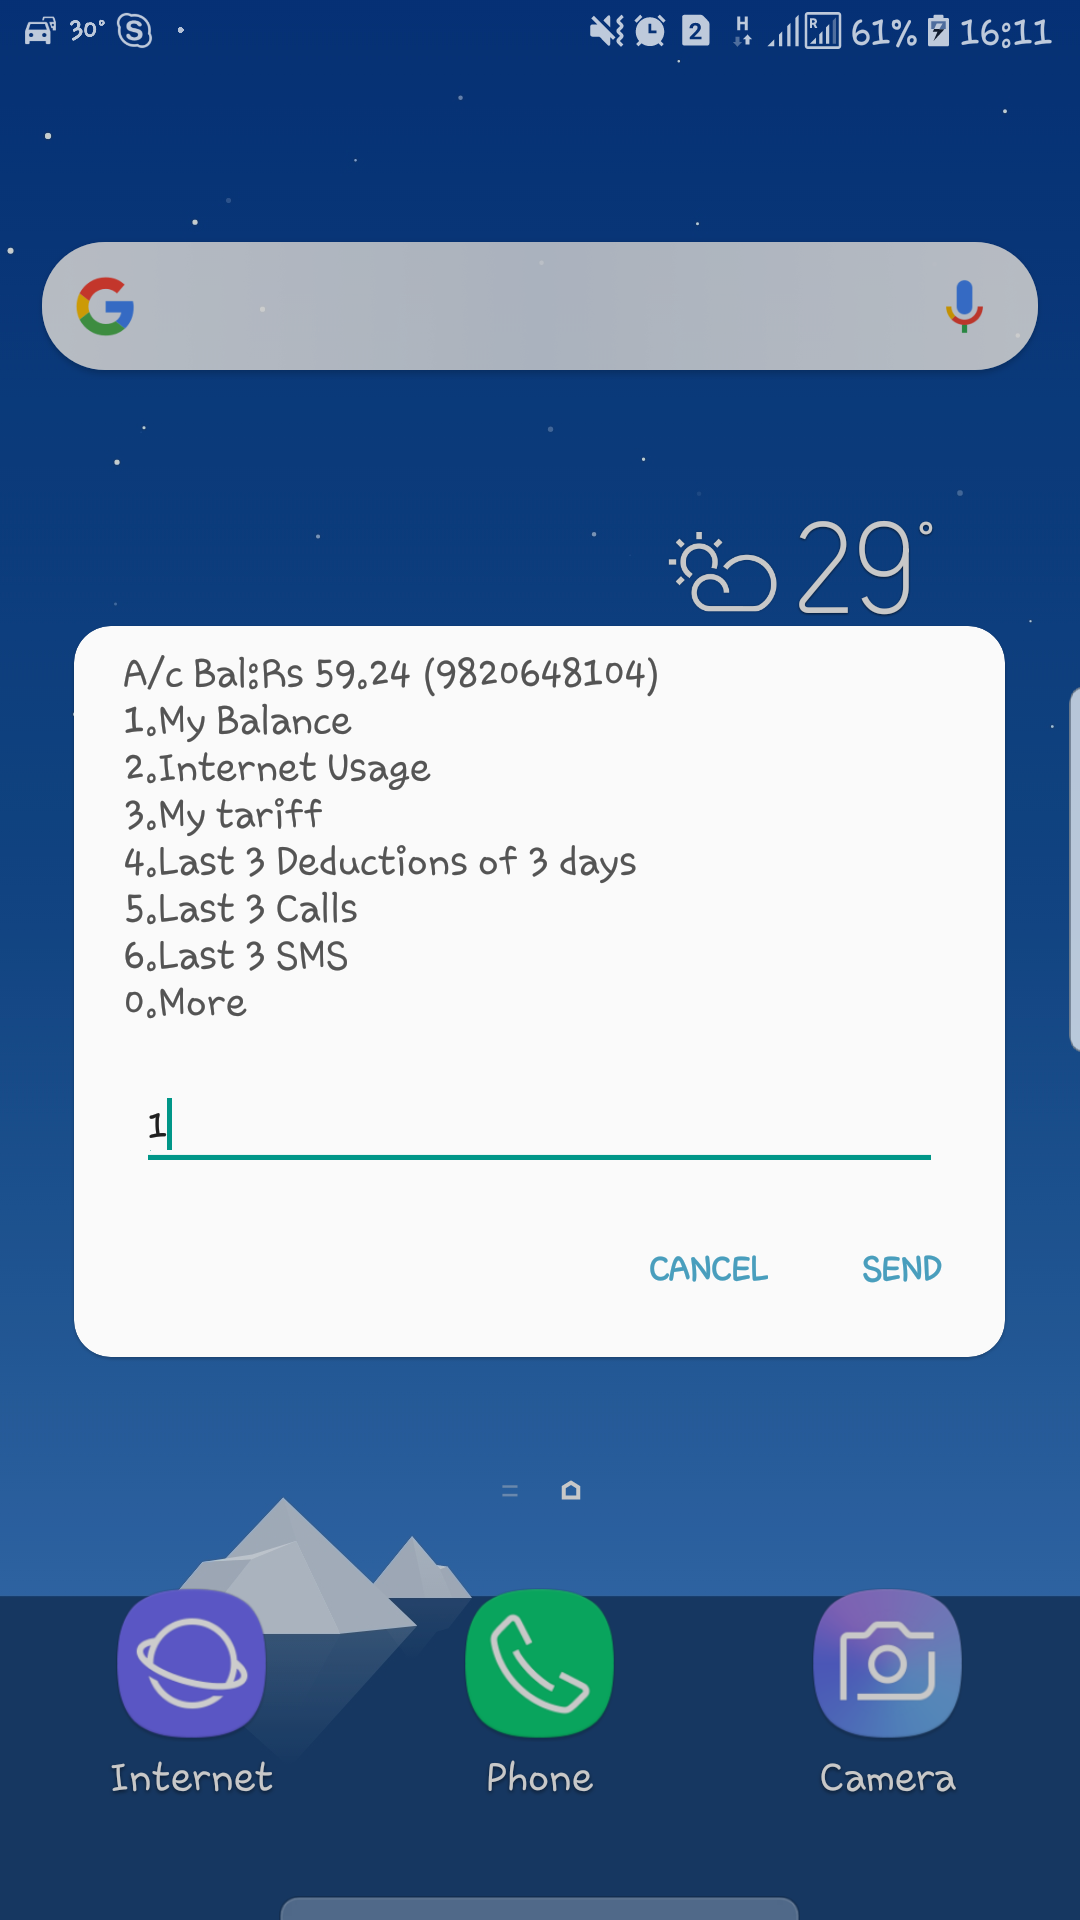 30° S 2 H R 61% 16:11
G
29°
A/c Bal:Rs 59.24 (9820648104)
1.My Balance
2.Internet Usage
3.My tariff
4.Last 3 Deductions of 3 days
5.Last 3 Calls
6.Last 3 SMS
0.More
1
CANCEL SEND
Internet Phone Camera